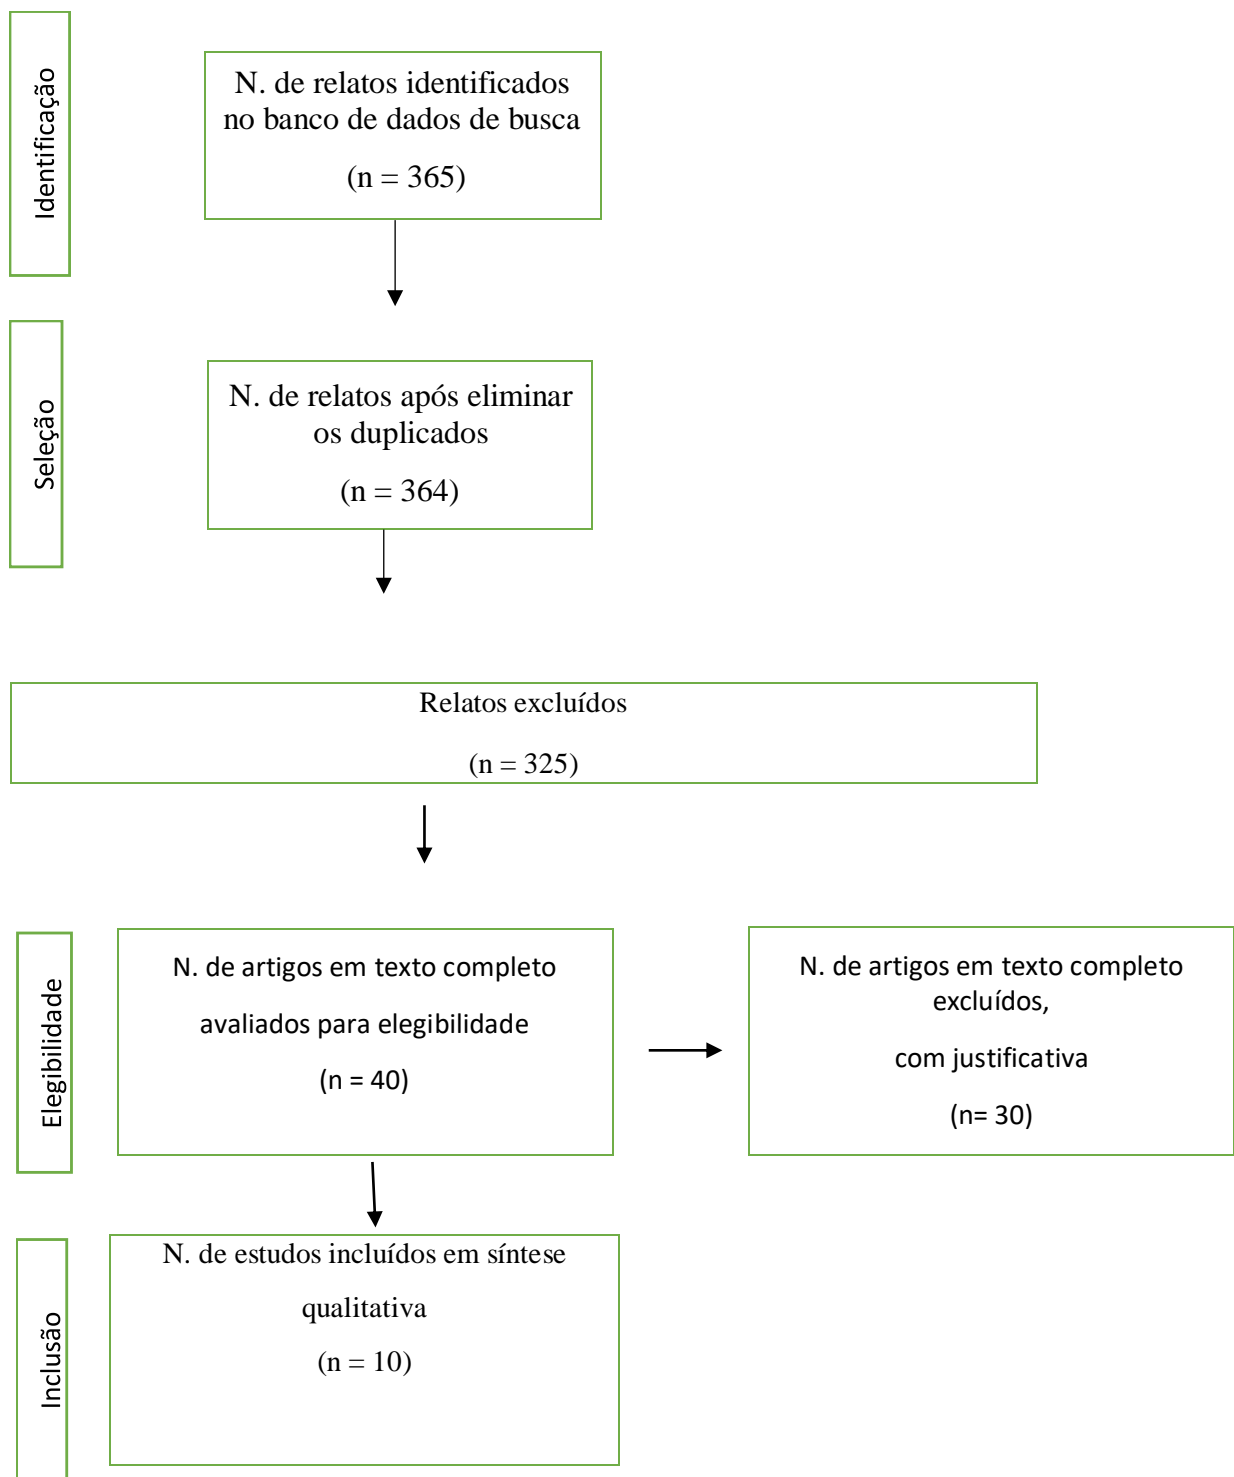 Identificação
N. de relatos identificados
no banco de dados de busca
(n = 365)
Seleção
N. de relatos após eliminar
os duplicados
(n = 364)
Relatos excluídos
(n = 325)
Elegibilidade
N. de artigos em texto completo
avaliados para elegibilidade
(n = 40)
N. de artigos em texto completo
excluídos,
com justificativa
(n= 30)
Inclusão
N. de estudos incluídos em síntese
qualitativa
(n = 10)